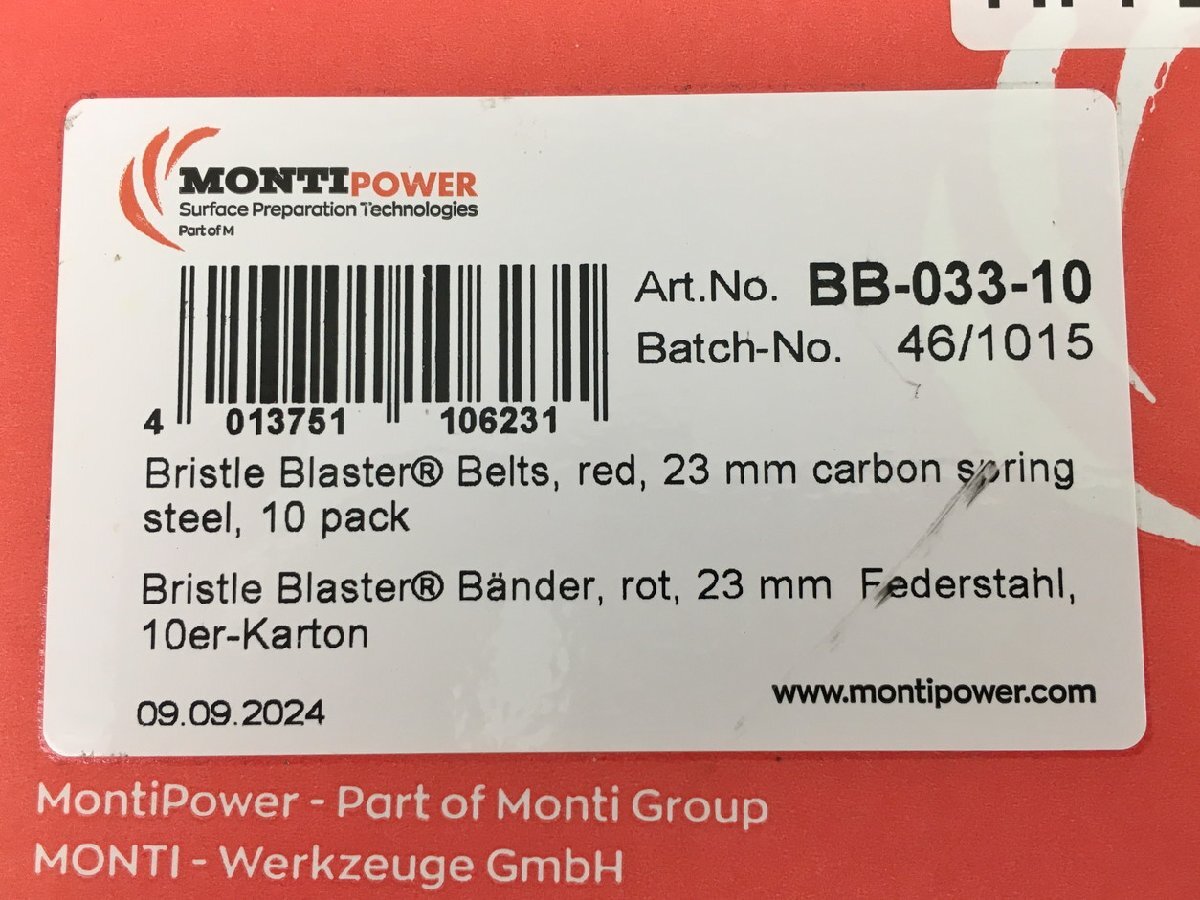 MONTIPOWER
Surface Preparation Technologies
Part of M
Art.No. BB-033-10
Batch-No. 46/1015
4 013751 106231
Bristle Blaster® Belts, red, 23 mm carbon spring
steel, 10 pack
Bristle Blaster® Bänder, rot, 23 mm Federstahl,
10er-Karton
09.09.2024
www.montipower.com
MontiPower - Part of Monti Group
MONTI - Werkzeuge GmbH